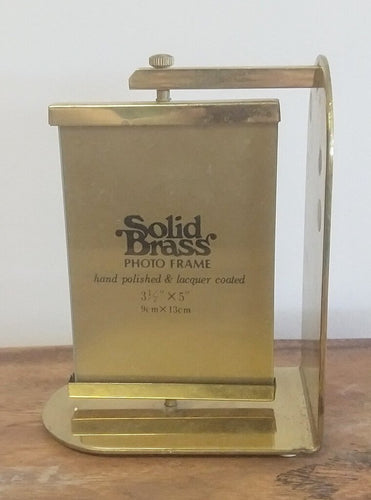 Solid
Brass
PHOTO FRAME
hand polished & lacquer coated
3½" × 5"
9cm × 13cm